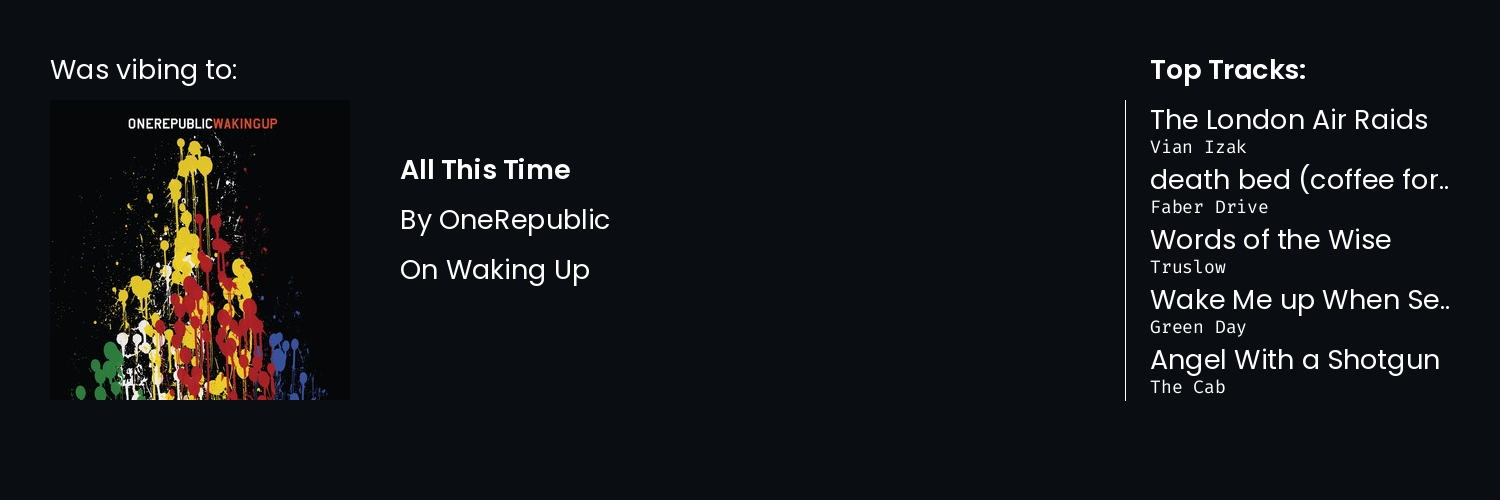 Was vibing to:
ONEREPUBLICWAKINGUP
All This Time
By OneRepublic
On Waking Up
Top Tracks:
The London Air Raids
Vian Izak
death bed (coffee for..
Faber Drive
Words of the Wise
Truslow
Wake Me up When Se..
Green Day
Angel With a Shotgun
The Cab